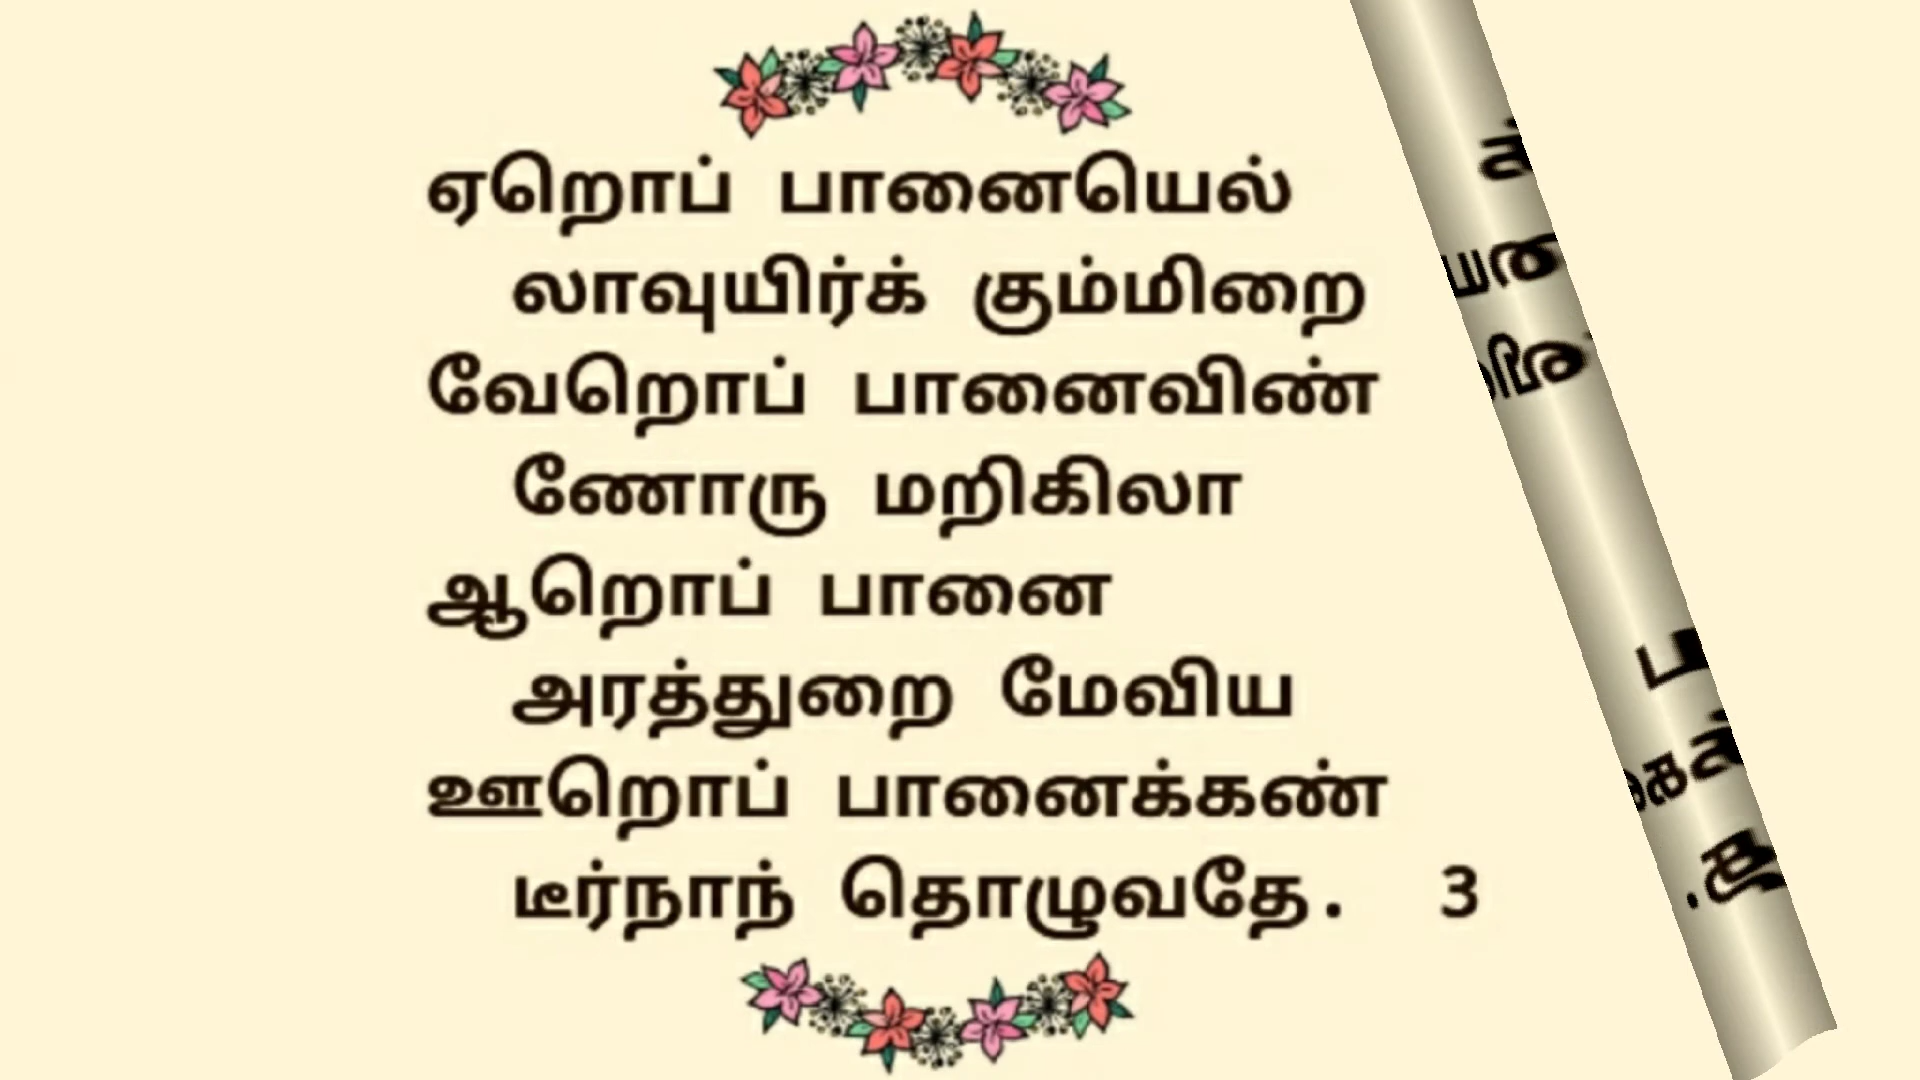 ஏறொப் பானையெல்
லாவுயிர்க் கும்மிறை
வேறொப் பானைவிண்
ணோரு மறிகிலா
ஆறொப் பானை
அரத்துறை மேவிய
ஊறொப் பானைக்கண்
டீர்நாந் தொழுவதே. 3